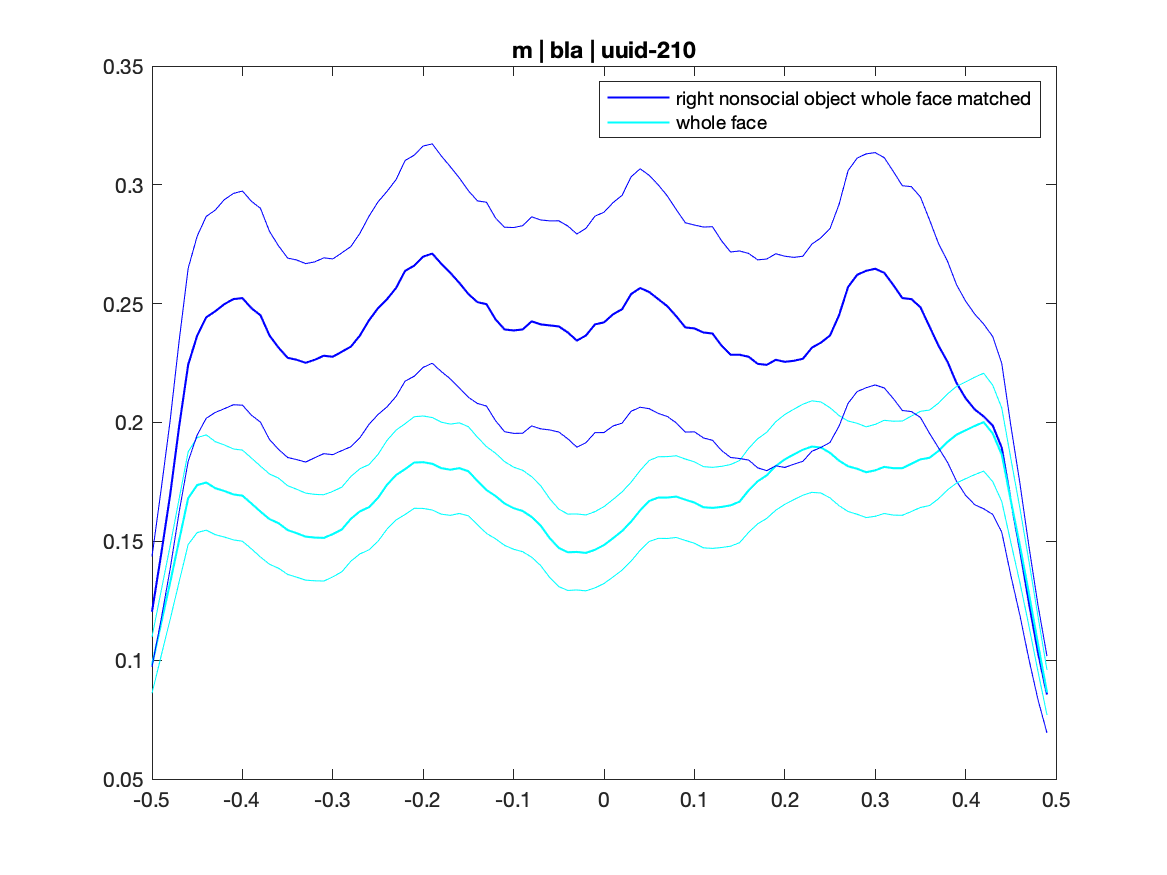 m | bla | uuid-210
right nonsocial object whole face matched
whole face
0.35
0.3
0.25
0.2
0.15
0.1
0.05
-0.5 -0.4 -0.3 -0.2 -0.1 0 0.1 0.2 0.3 0.4 0.5